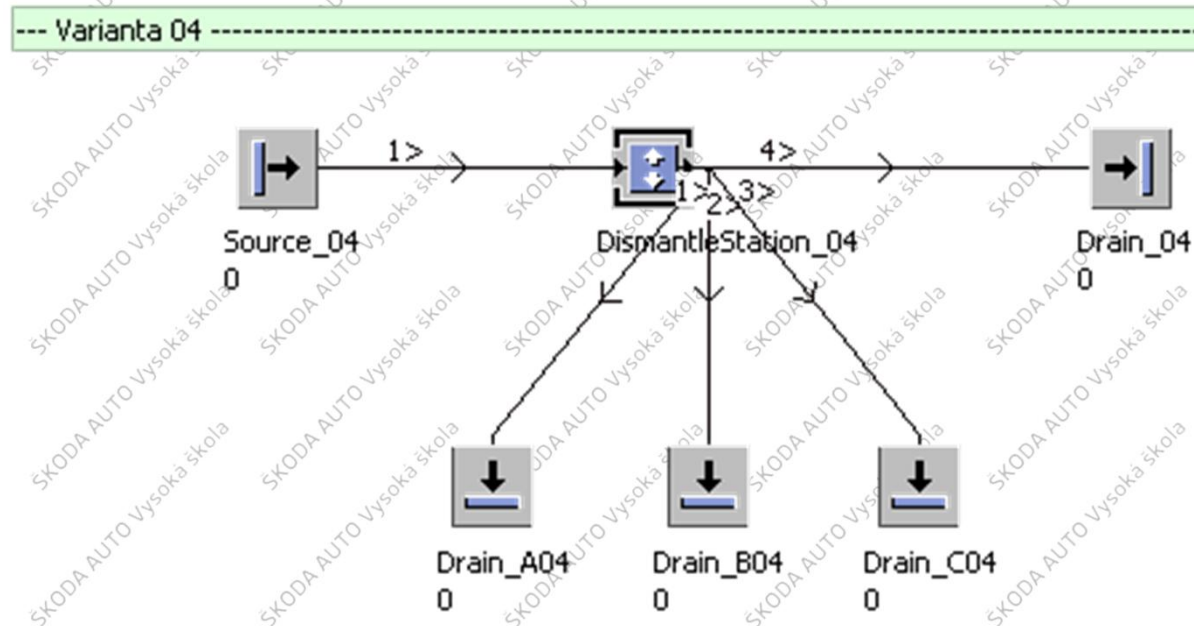 --- Varianta 04 ----------------------------------------------------------------
1> 4>
1> 2> 3>
Source_04 DismantleStation_04 Drain_04
0 0
Drain_A04 Drain_B04 Drain_C04
0 0 0
ŠKODA AUTO Vysoká škola